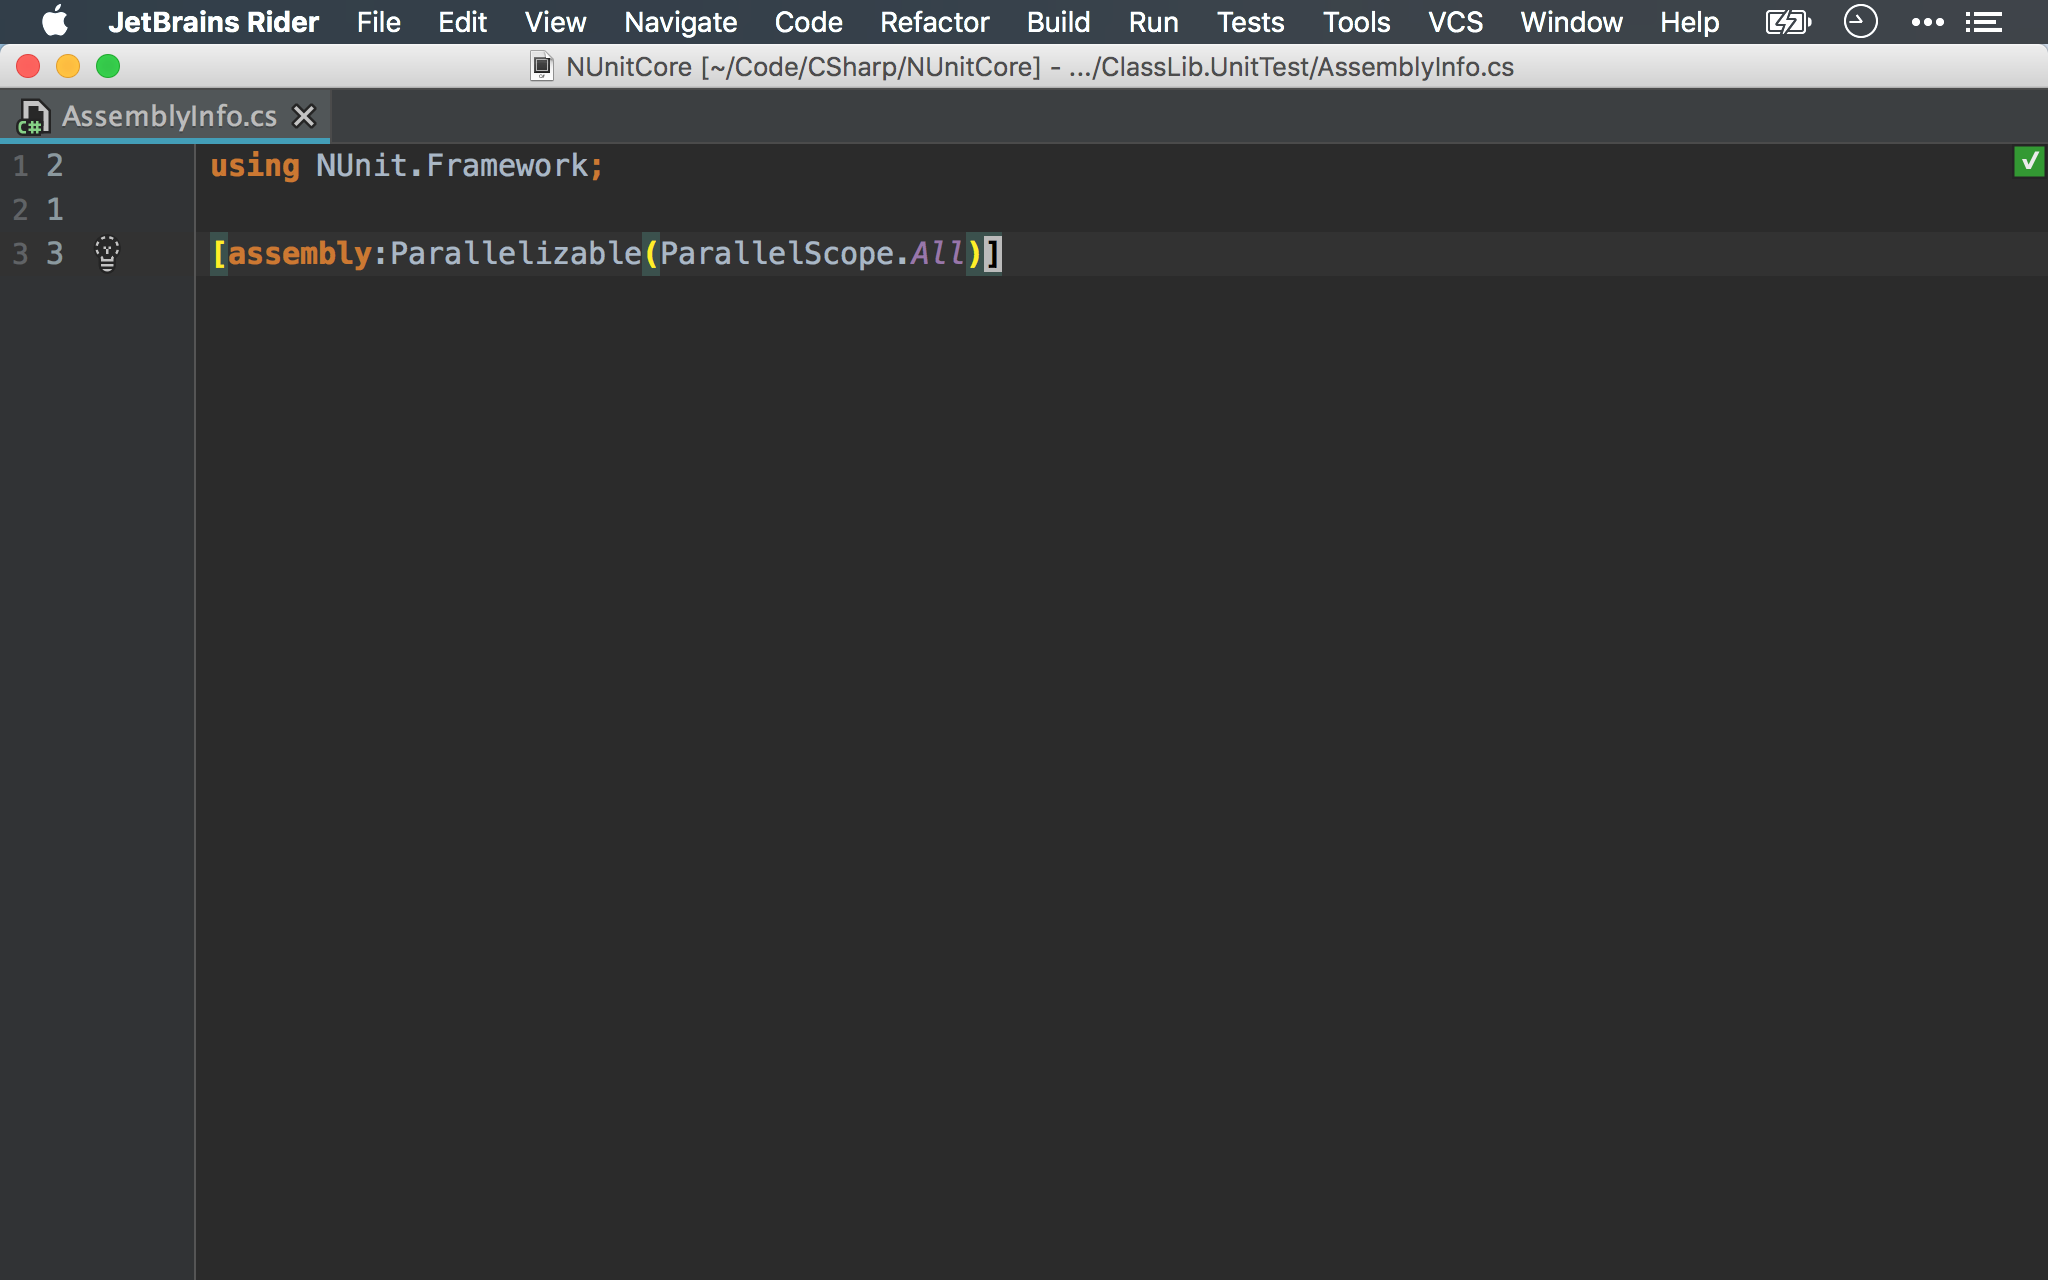 JetBrains Rider File Edit View Navigate Code Refactor Build Run Tests Tools VCS Window Help
NUnitCore [~/Code/CSharp/NUnitCore] - .../ClassLib.UnitTest/AssemblyInfo.cs
C# AssemblyInfo.cs
1 2 using NUnit.Framework;
2 1
3 3 [assembly:Parallelizable(ParallelScope.All)]